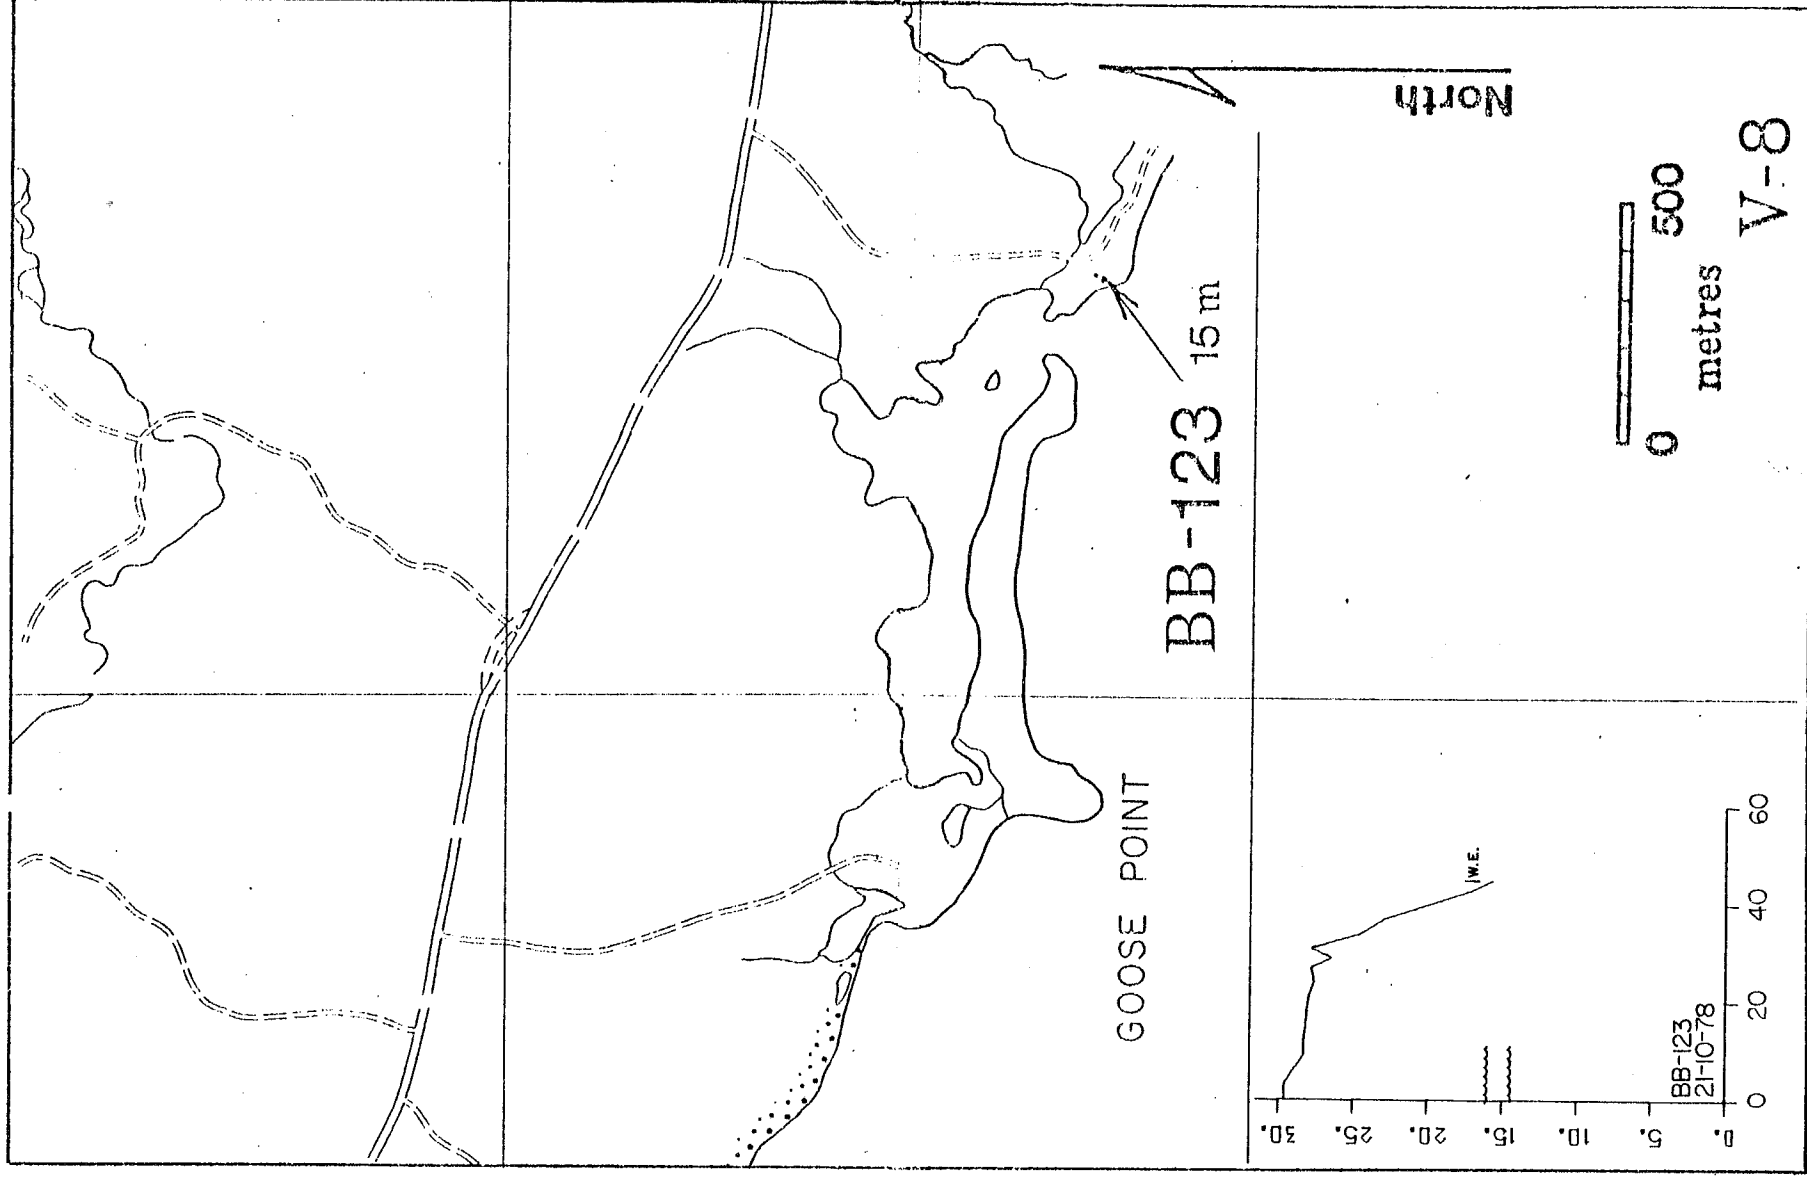 North
BB-123 15 m
GOOSE POINT
0 500
metres
V-8
W.E.
30.
25.
20.
15.
10.
5.
0.
BB-123
21-10-78
0 20 40 60